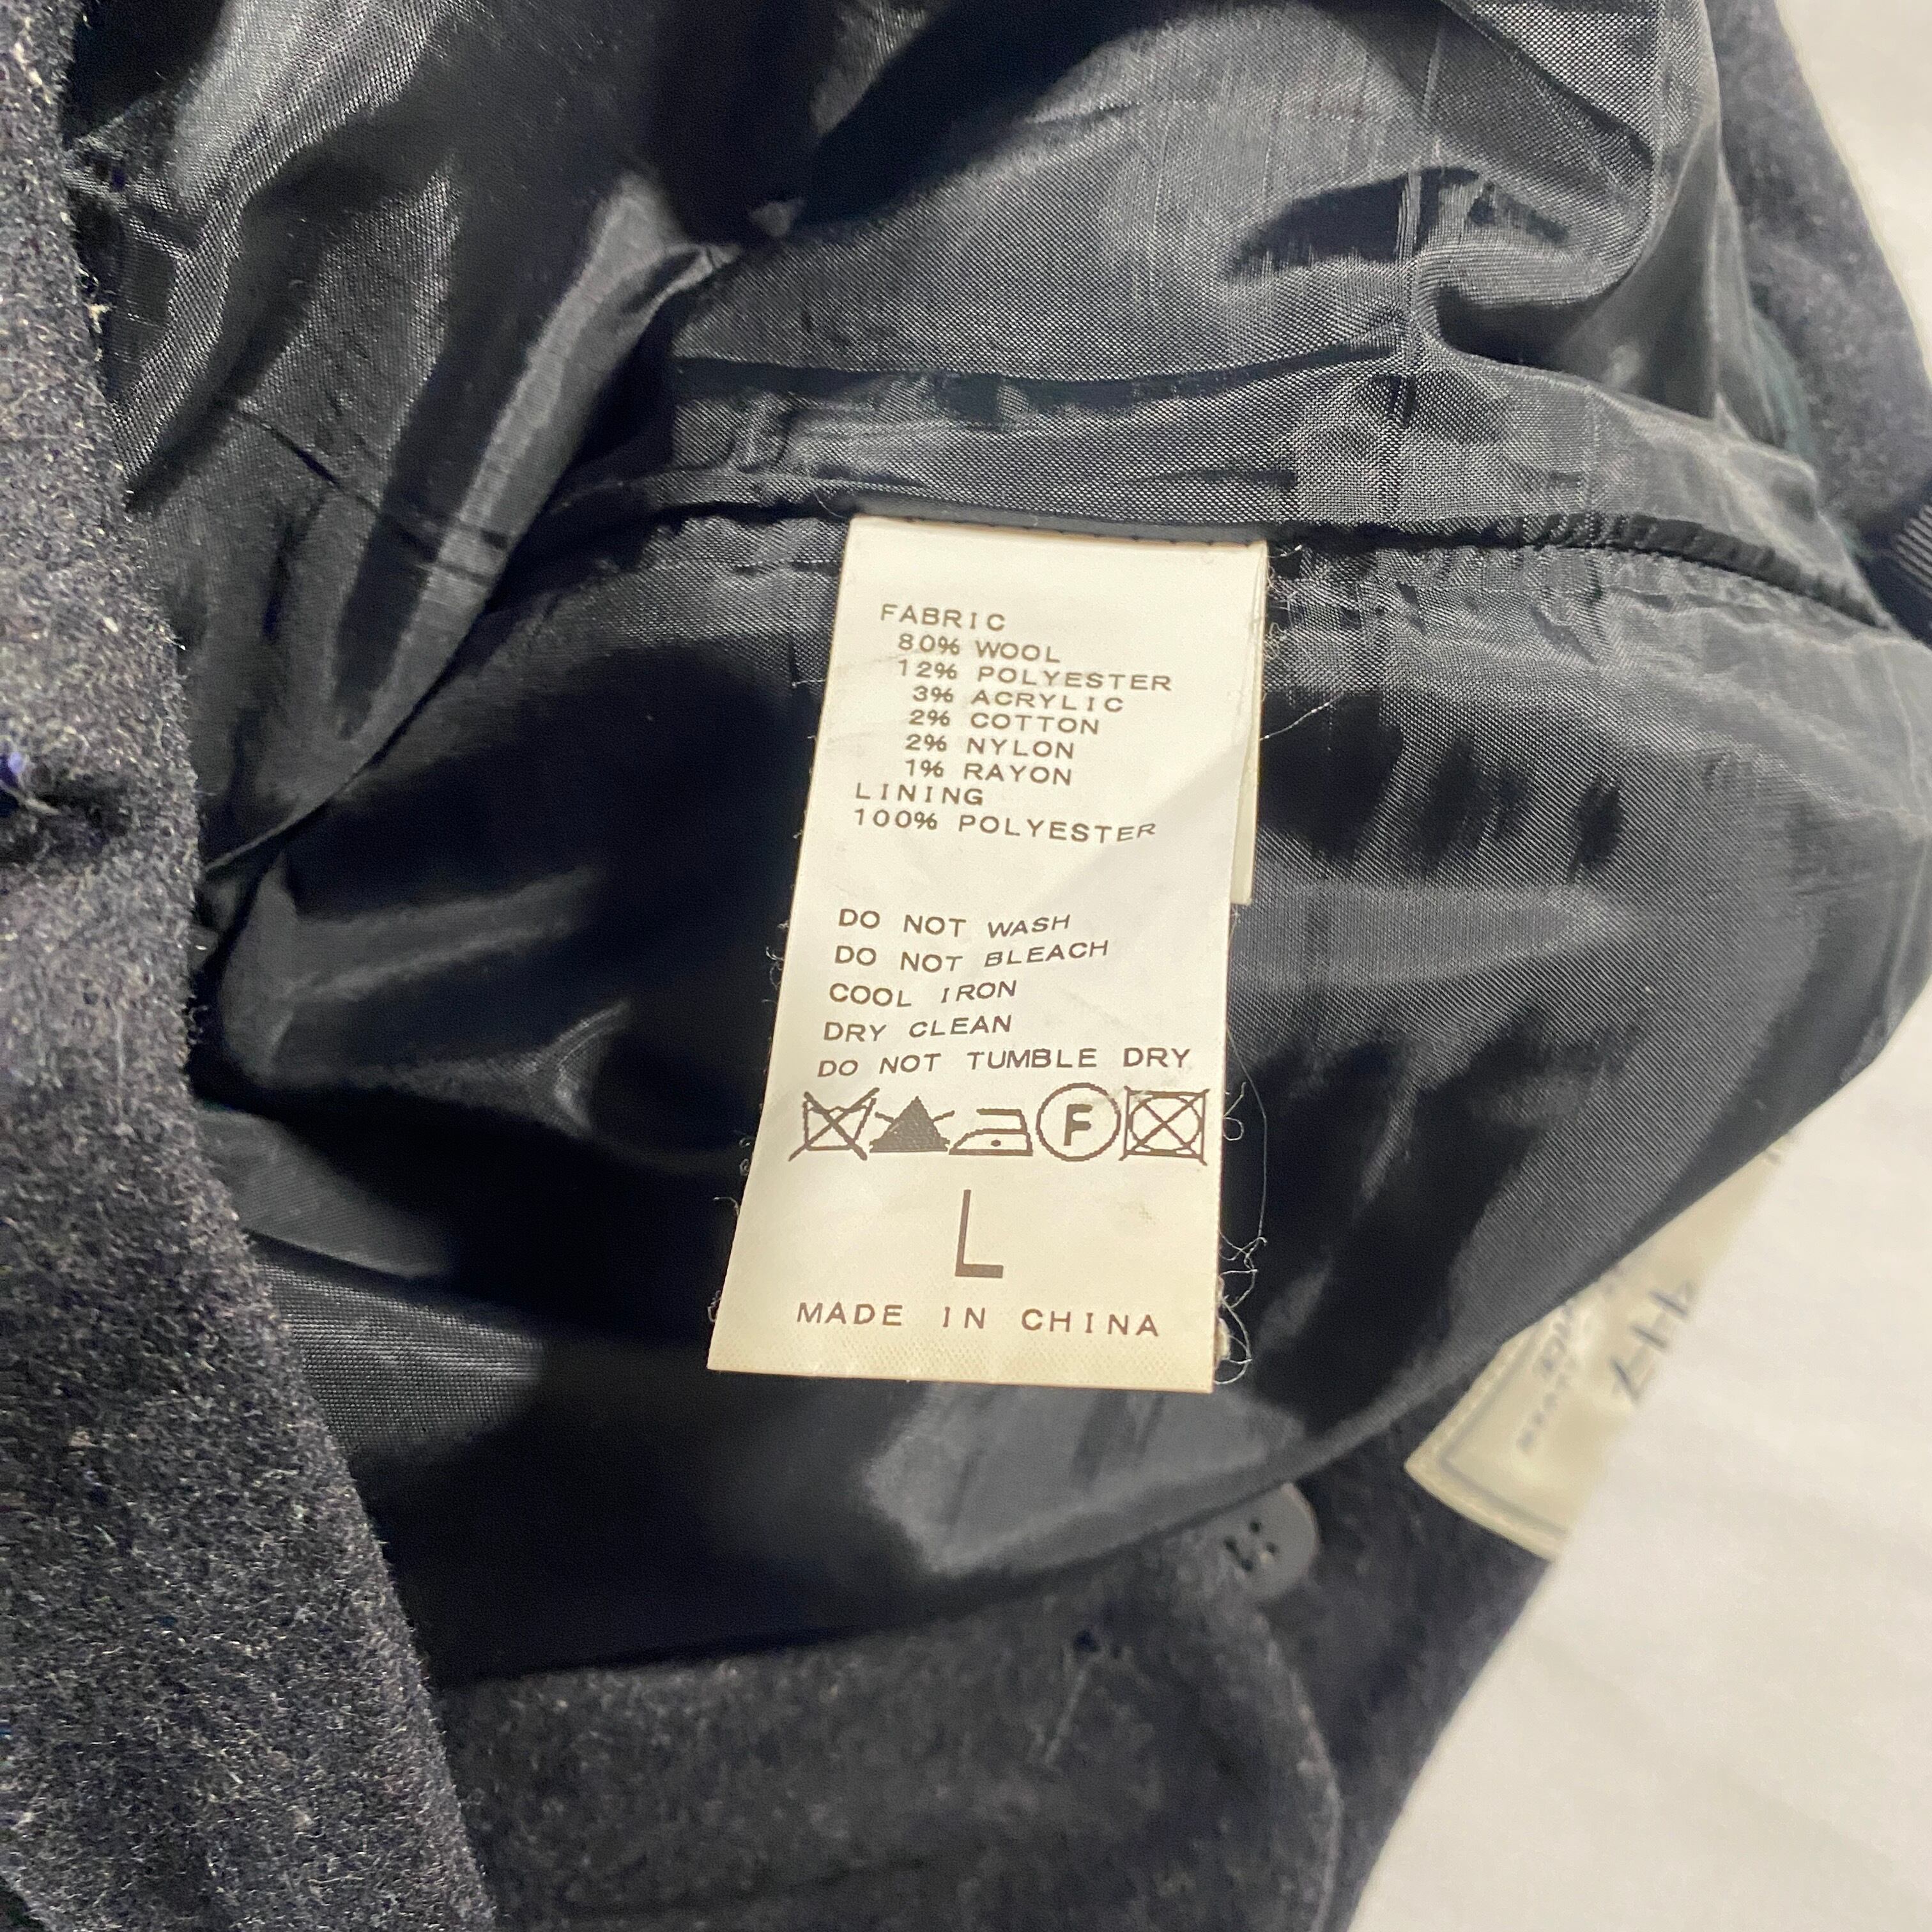 FABRIC
80% WOOL
12% POLYESTER
3% ACRYLIC
2% COTTON
2% NYLON
1% RAYON
LINING
100% POLYESTER
DO NOT WASH
DO NOT BLEACH
COOL IRON
DRY CLEAN
DO NOT TUMBLE DRY
F
L
MADE IN CHINA